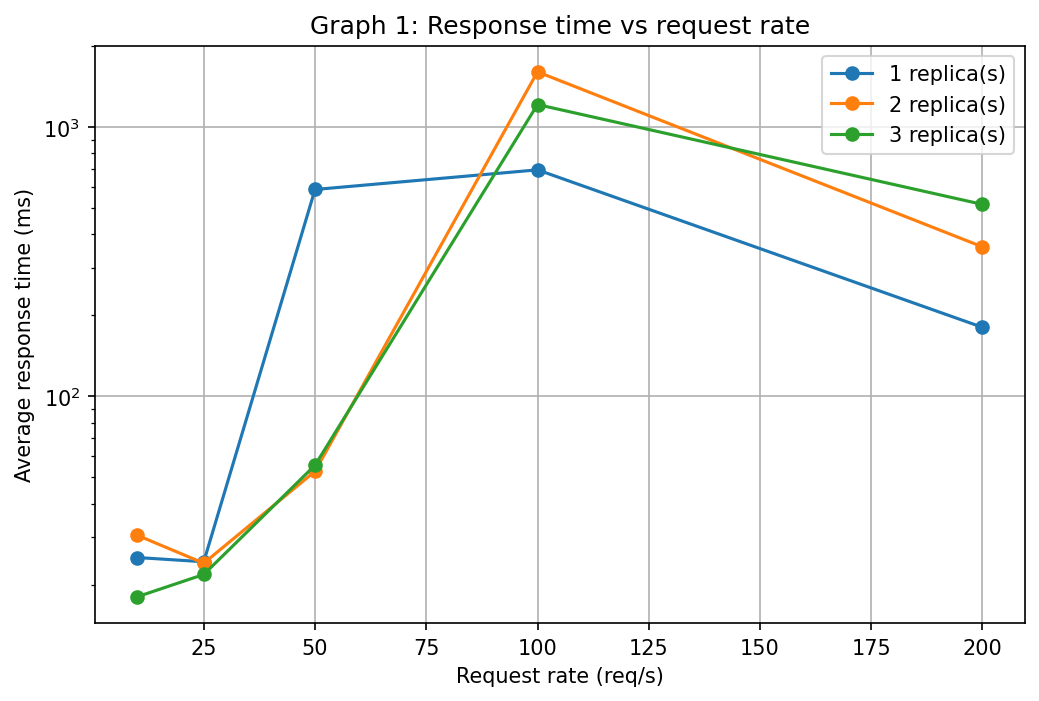 Graph 1: Response time vs request rate
1 replica(s)
2 replica(s)
3 replica(s)
Average response time (ms)
10³
10²
25 50 75 100 125 150 175 200
Request rate (req/s)